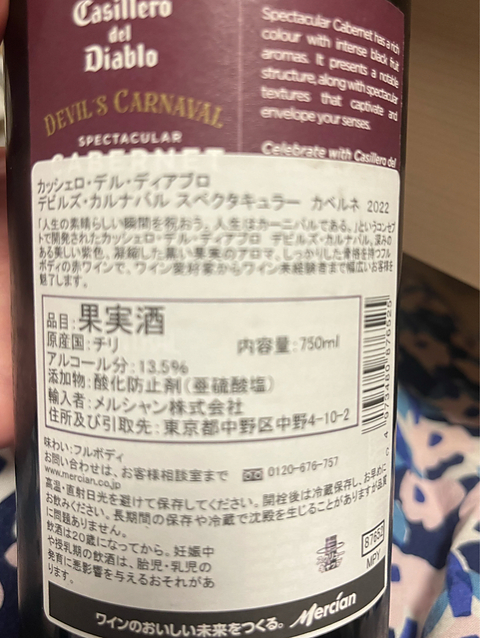 Casillero
del
Diablo
DEVIL'S CARNAVAL
SPECTACULAR
CABERNET
Spectacular Cabernet has a rich
colour with intense black fruit
aromas. It presents a notable
structure, along with spectacular
textures that captivate and
envelope your senses.
Celebrate with Casillero del
カッシェロ・デル・ディアブロ
デビルズ・カルナバル スペクタキュラー カベルネ 2022
「人生の素晴らしい瞬間を祝おう。人生はカーニバルである。」というコンセプ
トで開発されたカッシェロ・デル・ディアブロ デビルズ・カルナバル。深みの
ある美しい紫色、凝縮した黒い果実のアロマ、しっかりした骨格を持つフル
ボディの赤ワインで、ワイン愛好家からワイン未経験者まで幅広いお客様を
魅了します。
品目:果実酒
原産国:チリ 内容量:750ml
アルコール分:13.5%
添加物:酸化防止剤(亜硫酸塩)
輸入者:メルシャン株式会社
住所及び引取先:東京都中野区中野4-10-2
味わい:フルボディ
お問い合わせは、お客様相談室まで 0120-676-757
www.mercian.co.jp
高温・直射日光を避けて保存してください。開栓後は冷蔵保存し、お早めに
お飲みください。長期間の保存や冷蔵で沈殿を生じることがありますが品質
に問題ありません。
飲酒は20歳になってから。妊娠中
や授乳期の飲酒は、胎児・乳児の
発育に悪影響を与えるおそれがあ
ります。
4 973480
87652
MPY
ワインのおいしい未来をつくる。 Mercian